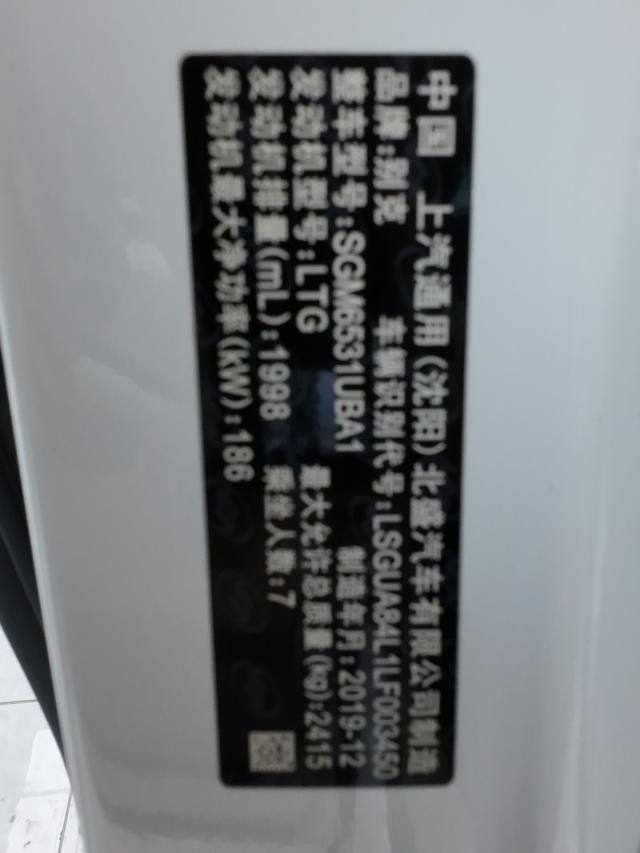 中国 上汽通用(沈阳)北盛汽车有限公司制造
品牌:别克 车辆识别代号:LSGUA84L1LF003450
整车型号:SGM6531UBA1 制造年月:2019-12
发动机型号:LTG 最大允许总质量(kg):2415
发动机排量(mL):1998 乘坐人数:7
发动机最大净功率(kW):186